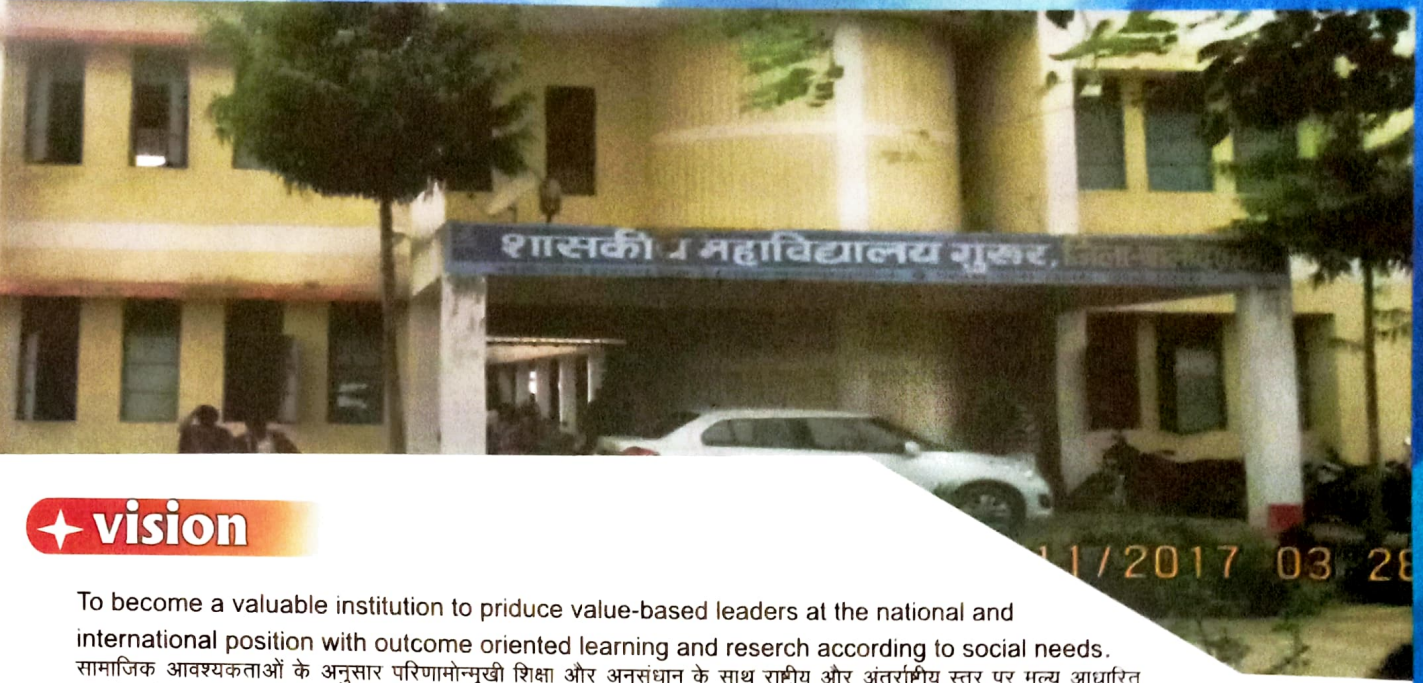 शासकीय महाविद्यालय गुरूर,
vision
11/2017 03 28
To become a valuable institution to priduce value-based leaders at the national and
international position with outcome oriented learning and reserch according to social needs.
सामाजिक आवश्यकताओं के अनुसार परिणामोन्मुखी शिक्षा और अनुसंधान के साथ राष्ट्रीय और अंतर्राष्ट्रीय स्तर पर मूल्य आधारित